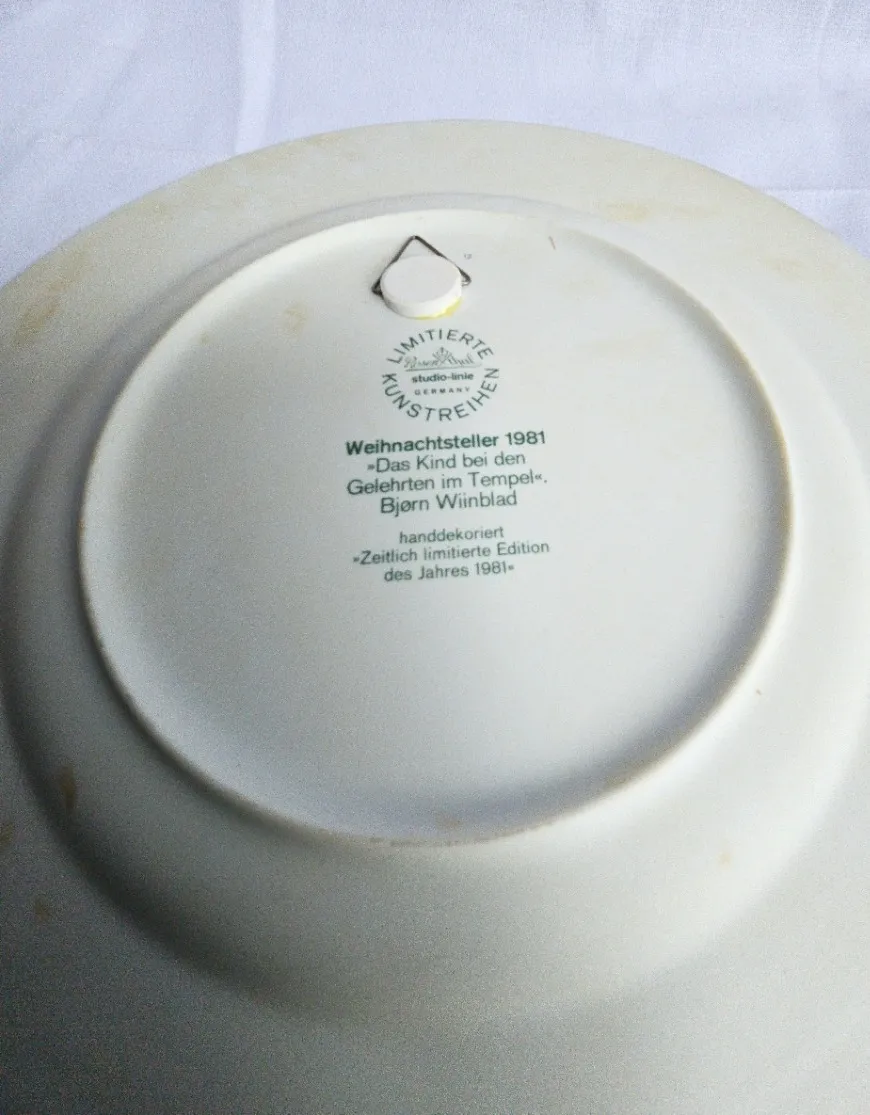 LIMITIERTE
Rosenthal
studio-linie
GERMANY
KUNSTREIHEN
Weihnachtsteller 1981
»Das Kind bei den
Gelehrten im Tempel«.
Bjørn Wiinblad
handdekoriert
»Zeitlich limitierte Edition
des Jahres 1981«